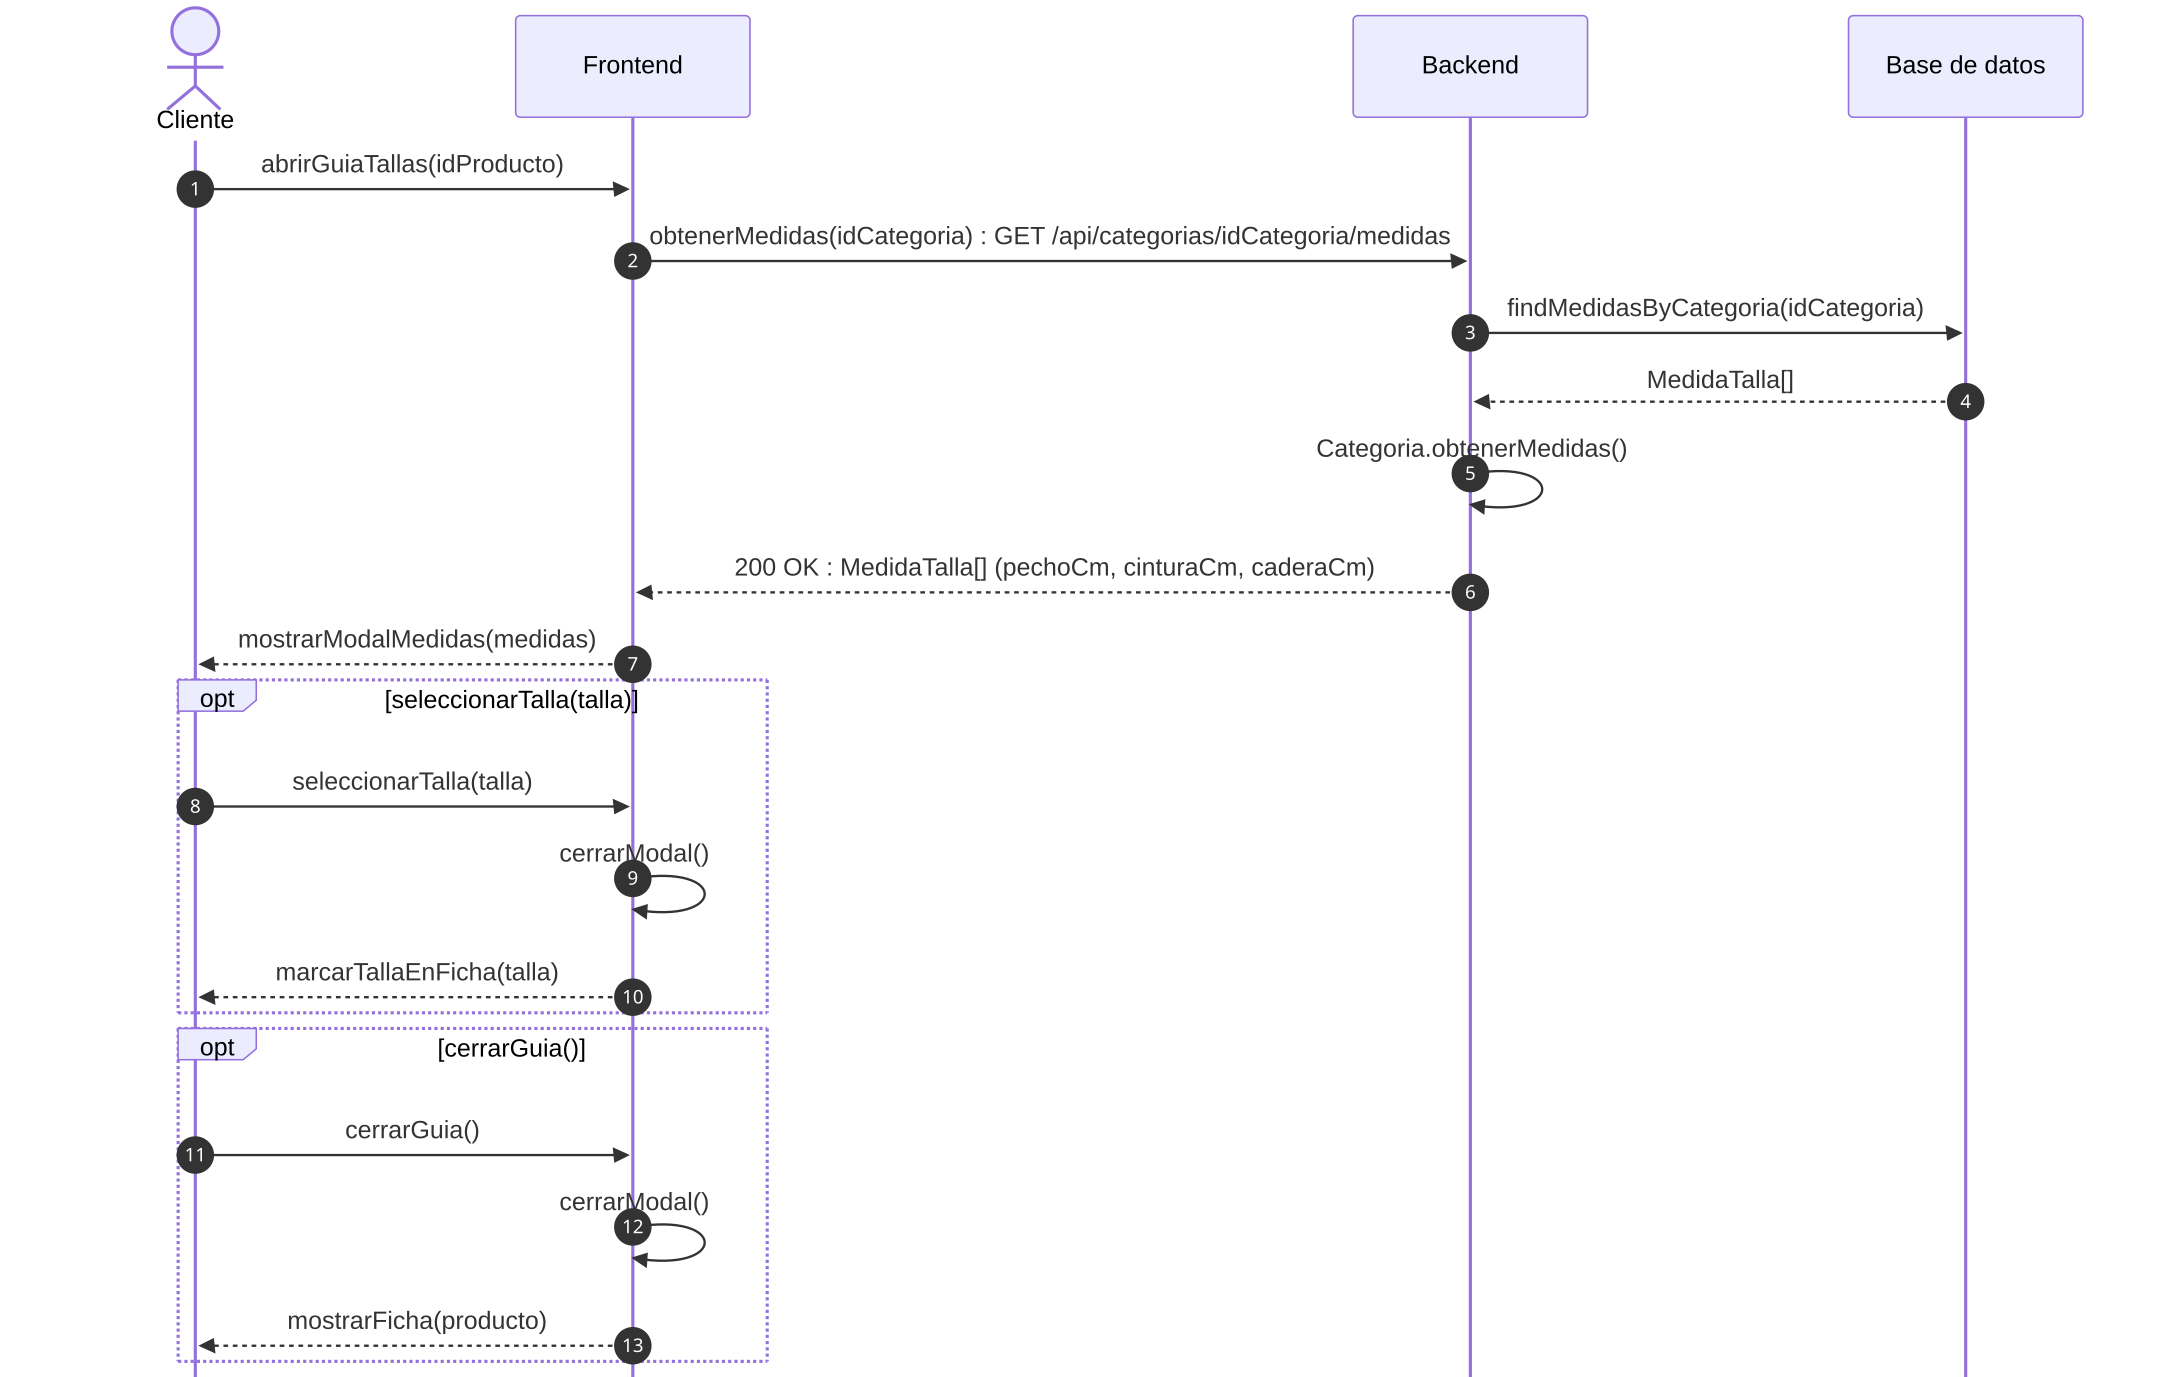 Cliente
Frontend
Backend
Base de datos
abrirGuiaTallas(idProducto)
1
obtenerMedidas(idCategoria) : GET /api/categorias/idCategoria/medidas
2
findMedidasByCategoria(idCategoria)
3
MedidaTalla[]
4
Categoria.obtenerMedidas()
5
200 OK : MedidaTalla[] (pechoCm, cinturaCm, caderaCm)
6
mostrarModalMedidas(medidas)
7
opt
[seleccionarTalla(talla)]
seleccionarTalla(talla)
8
cerrarModal()
9
marcarTallaEnFicha(talla)
10
opt
[cerrarGuia()]
cerrarGuia()
11
cerrarModal()
12
mostrarFicha(producto)
13